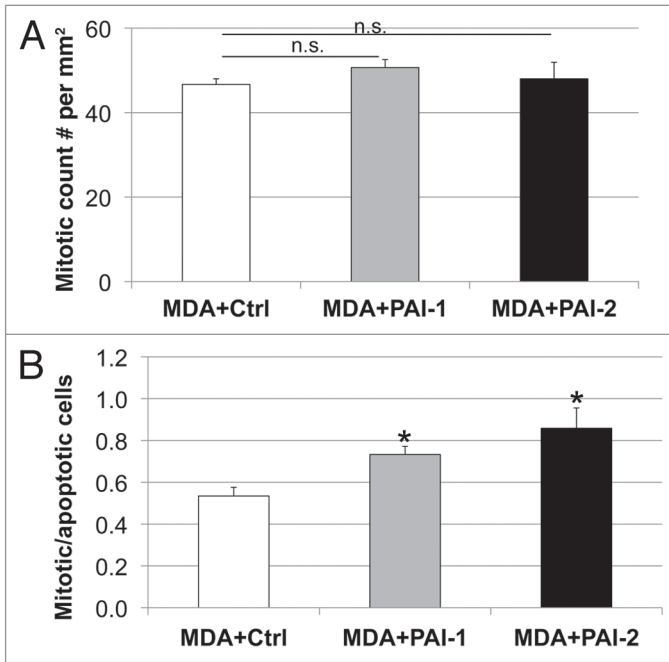 A
Mitotic count # per mm²
60
40
20
0
n.s.
n.s.
MDA+Ctrl MDA+PAI-1 MDA+PAI-2
B
Mitotic/apoptotic cells
1.2
1.0
0.8
0.6
0.4
0.2
0.0
*
*
MDA+Ctrl MDA+PAI-1 MDA+PAI-2